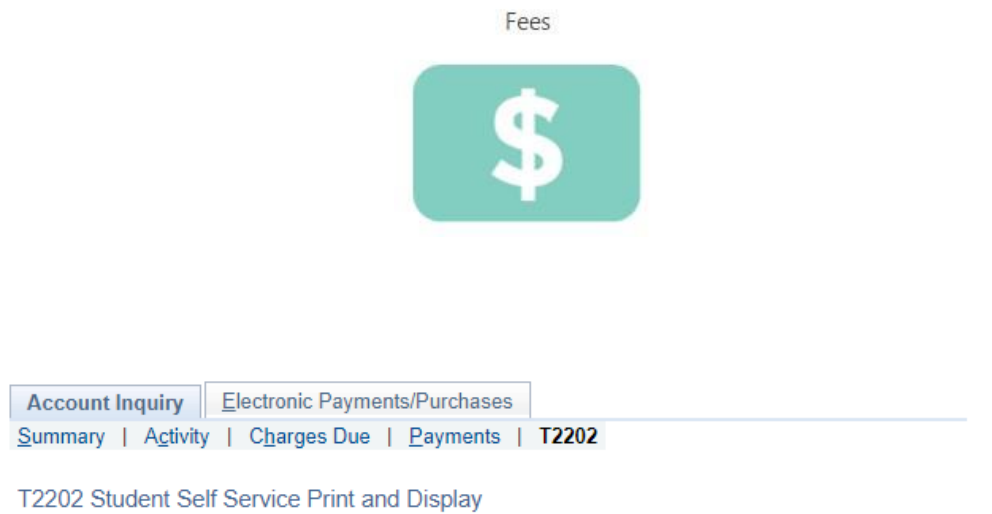 Fees
$
Account Inquiry Electronic Payments/Purchases
Summary | Activity | Charges Due | Payments | T2202
T2202 Student Self Service Print and Display